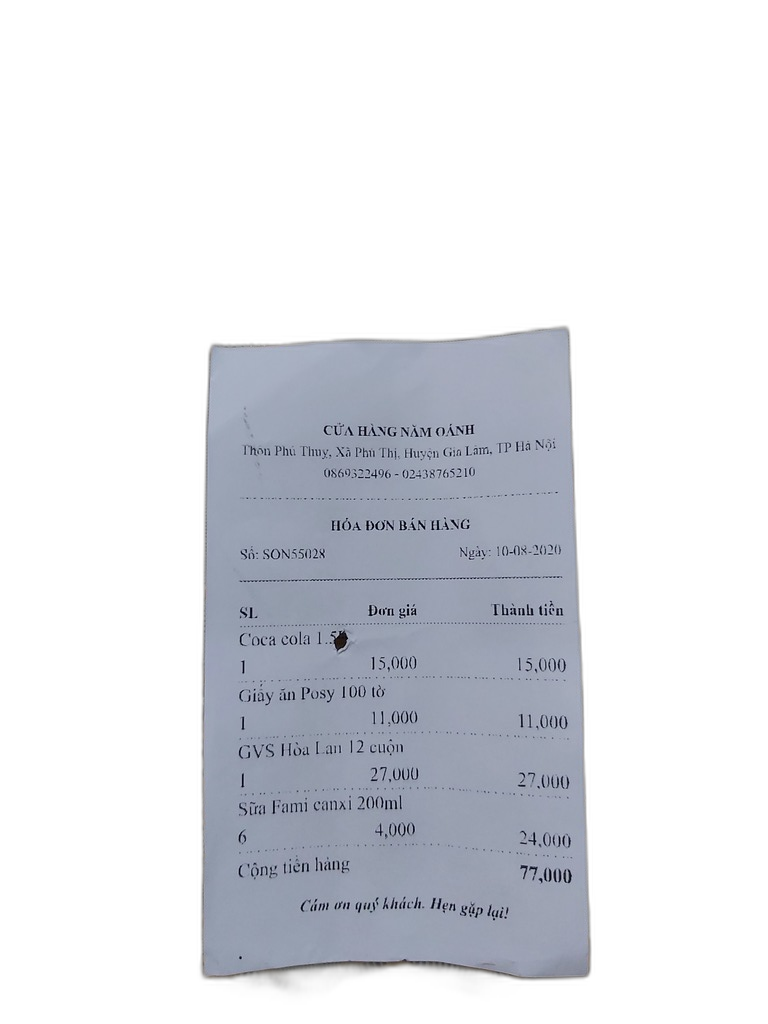 CỬA HÀNG NĂM OÁNH
Thôn Phú Thụy, Xã Phú Thị, Huyện Gia Lâm, TP Hà Nội
0869322496 - 02438765210
HÓA ĐƠN BÁN HÀNG
Số: SON55028 Ngày: 10-08-2020
SL Đơn giá Thành tiền
Coca cola
1 15,000 15,000
Giấy ăn Posy 100 tờ
1 11,000 11,000
GVS Hòa Lan 12 cuộn
1 27,000 27,000
Sữa Fami canxi 200ml
6 4,000 24,000
Cộng tiền hàng 77,000
Cám ơn quý khách. Hẹn gặp lại!